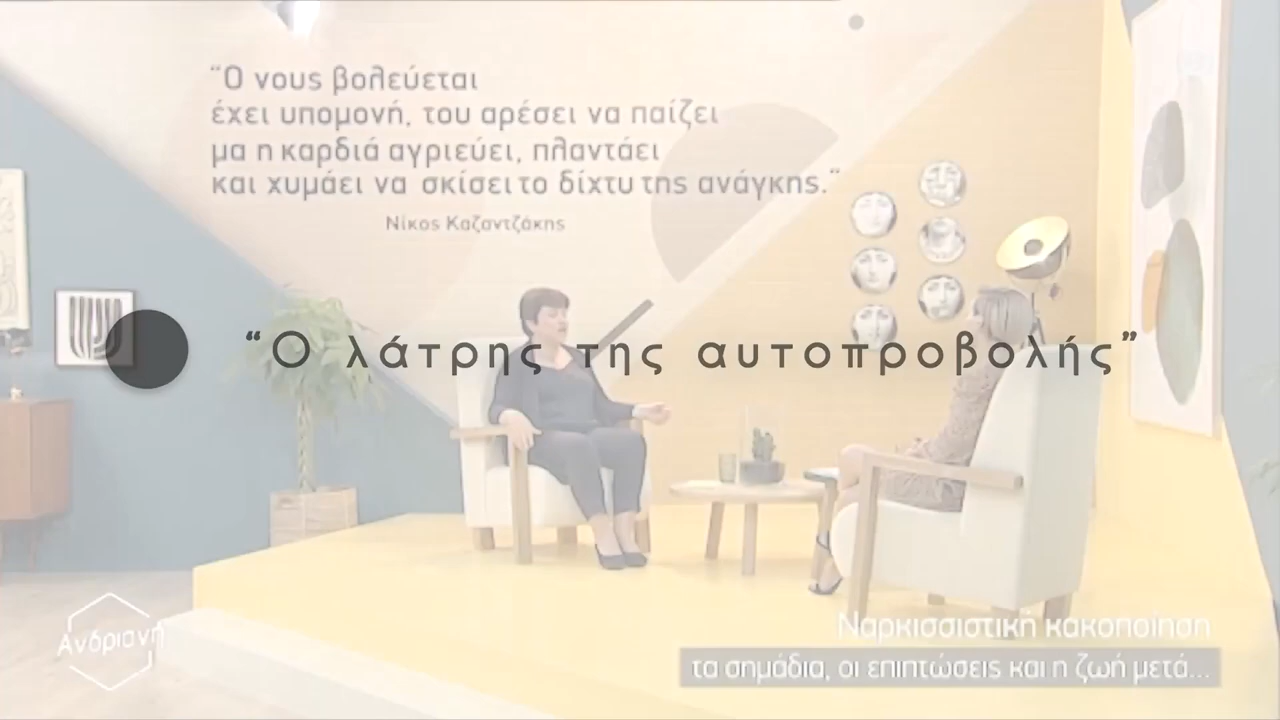 “Ο νους βολεύεται
έχει υπομονή, του αρέσει να παίζει
μα η καρδιά αγριεύει, πλαντάει
και χυμάει να σκίσει το δίχτυ της ανάγκης.”
Νίκος Καζαντζάκης
“Ο λάτρης της αυτοπροβολής”
Ανδριανή
Ναρκισσιστική κακοποίηση
τα σημάδια, οι επιπτώσεις και η ζωή μετά...